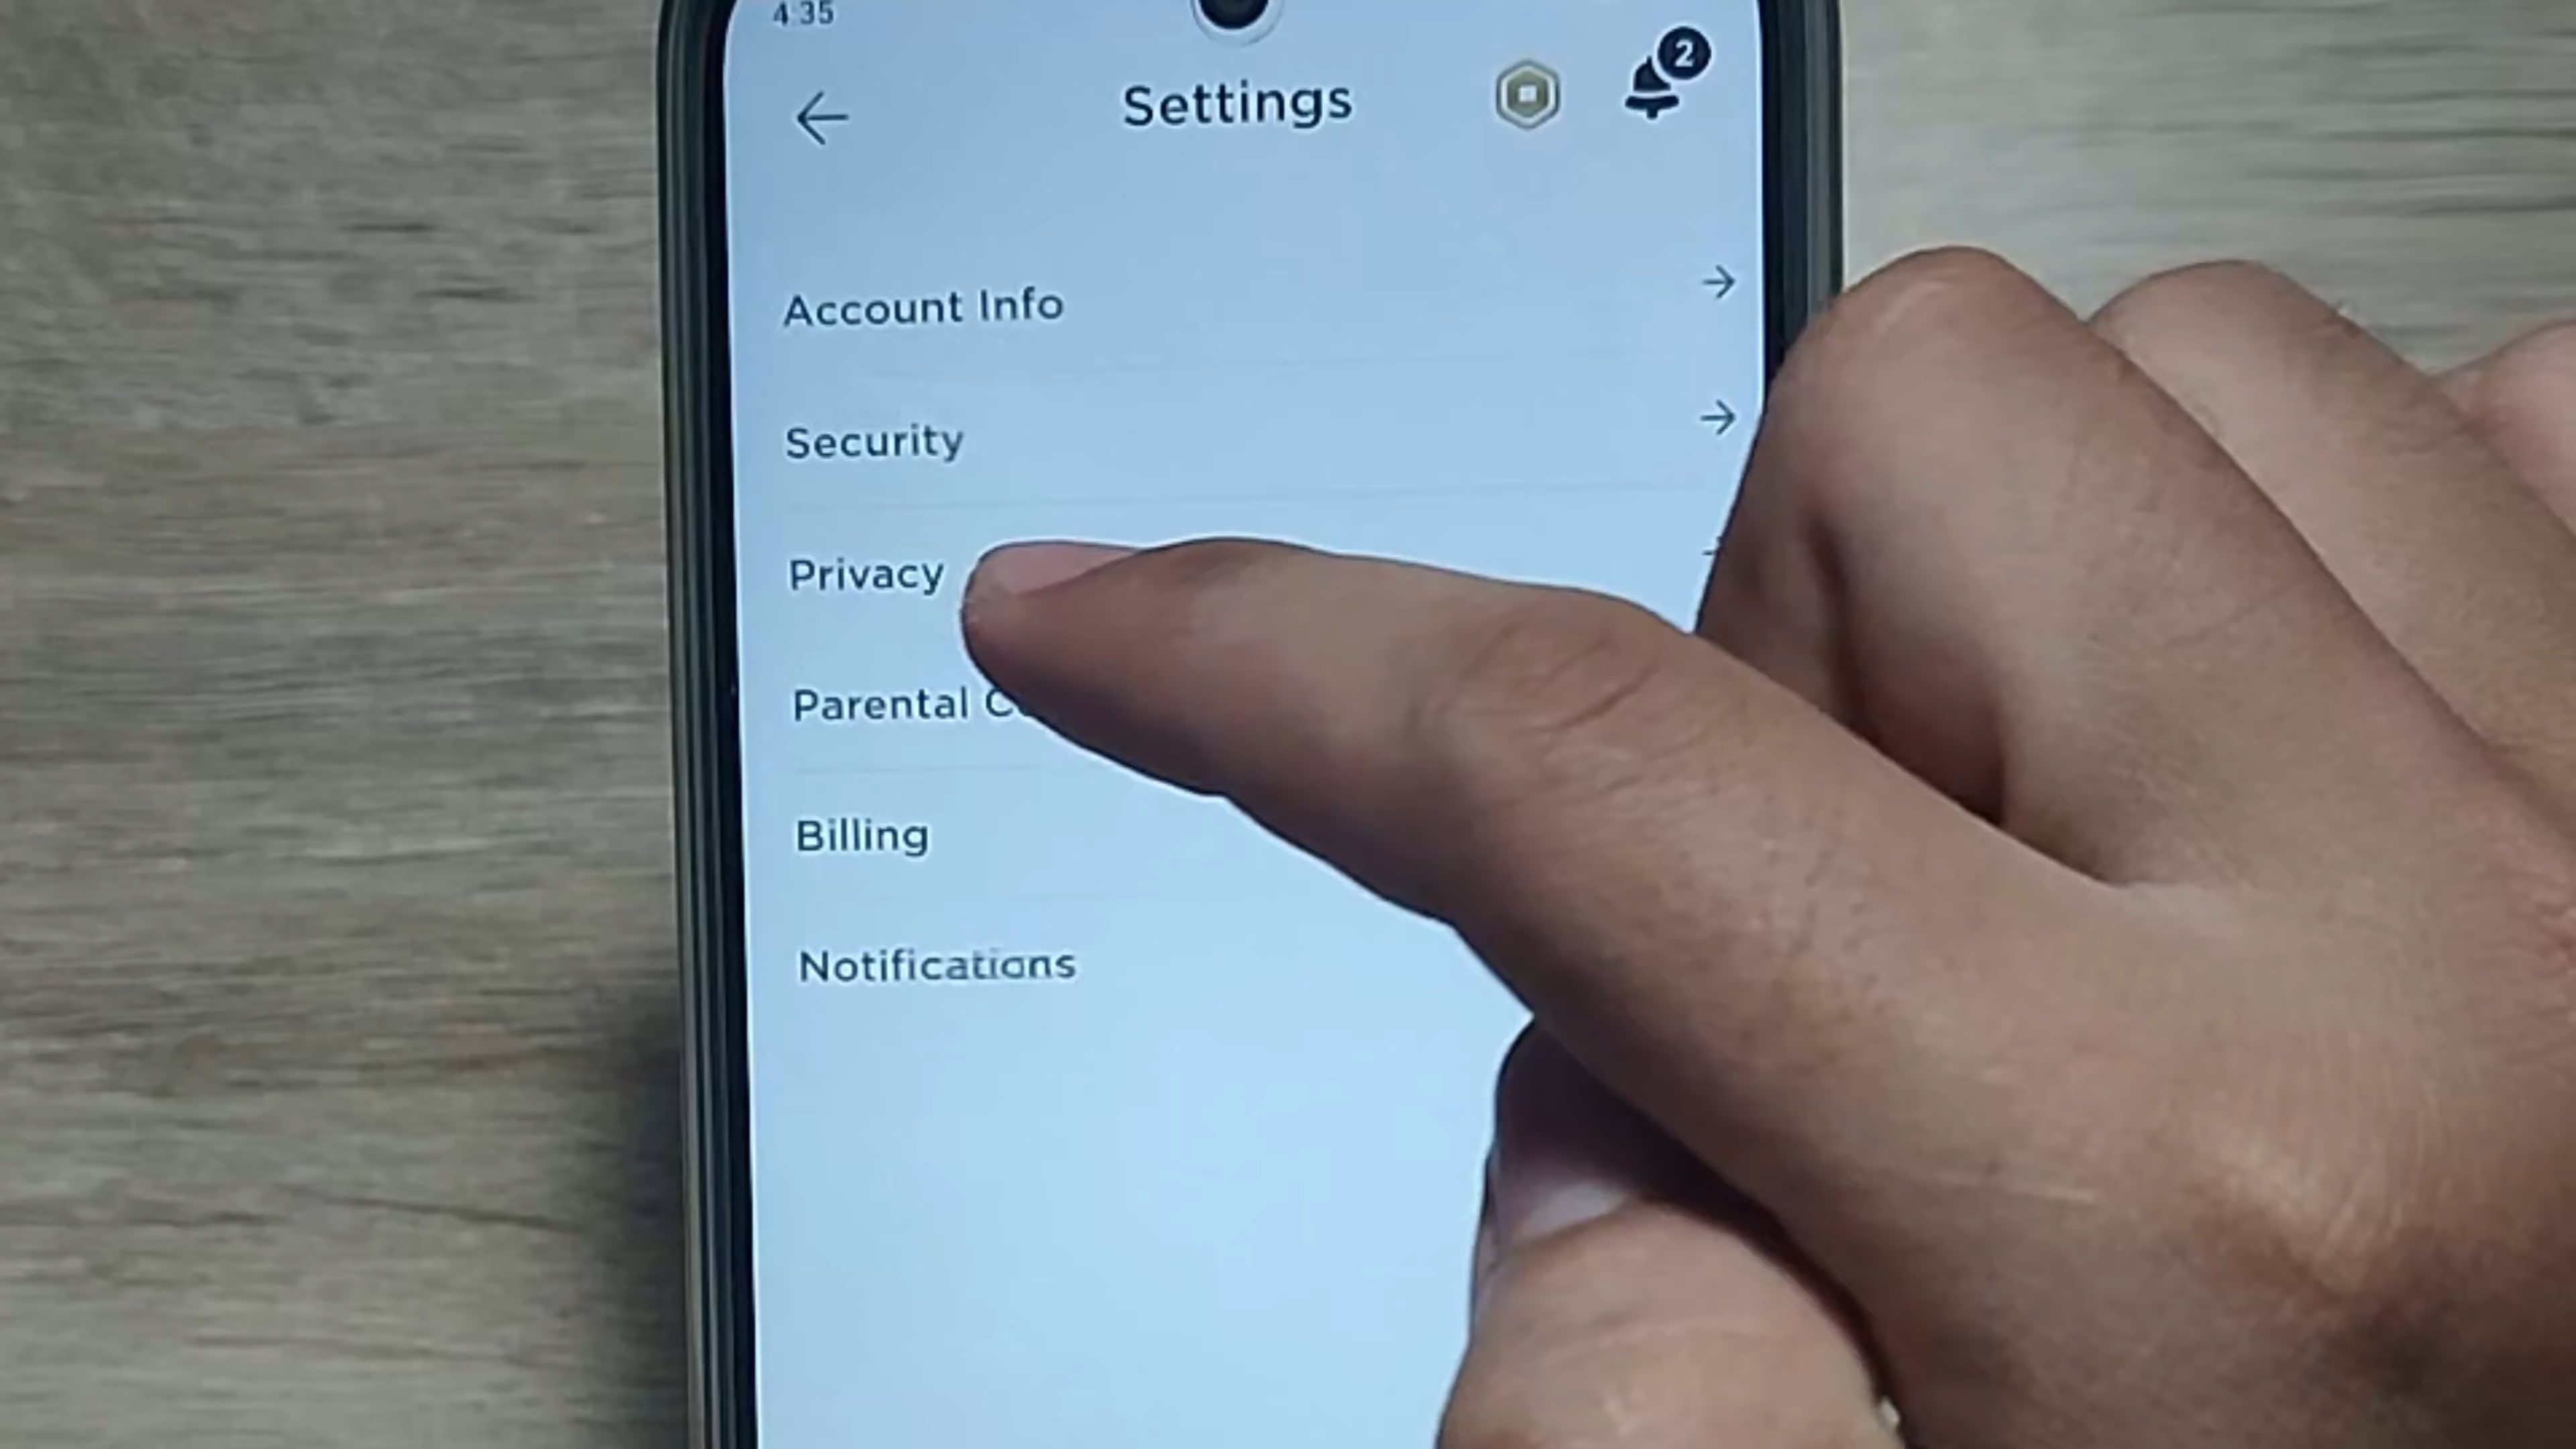 4:35
Settings
2
Account Info
Security
Privacy
Parental
Billing
Notifications